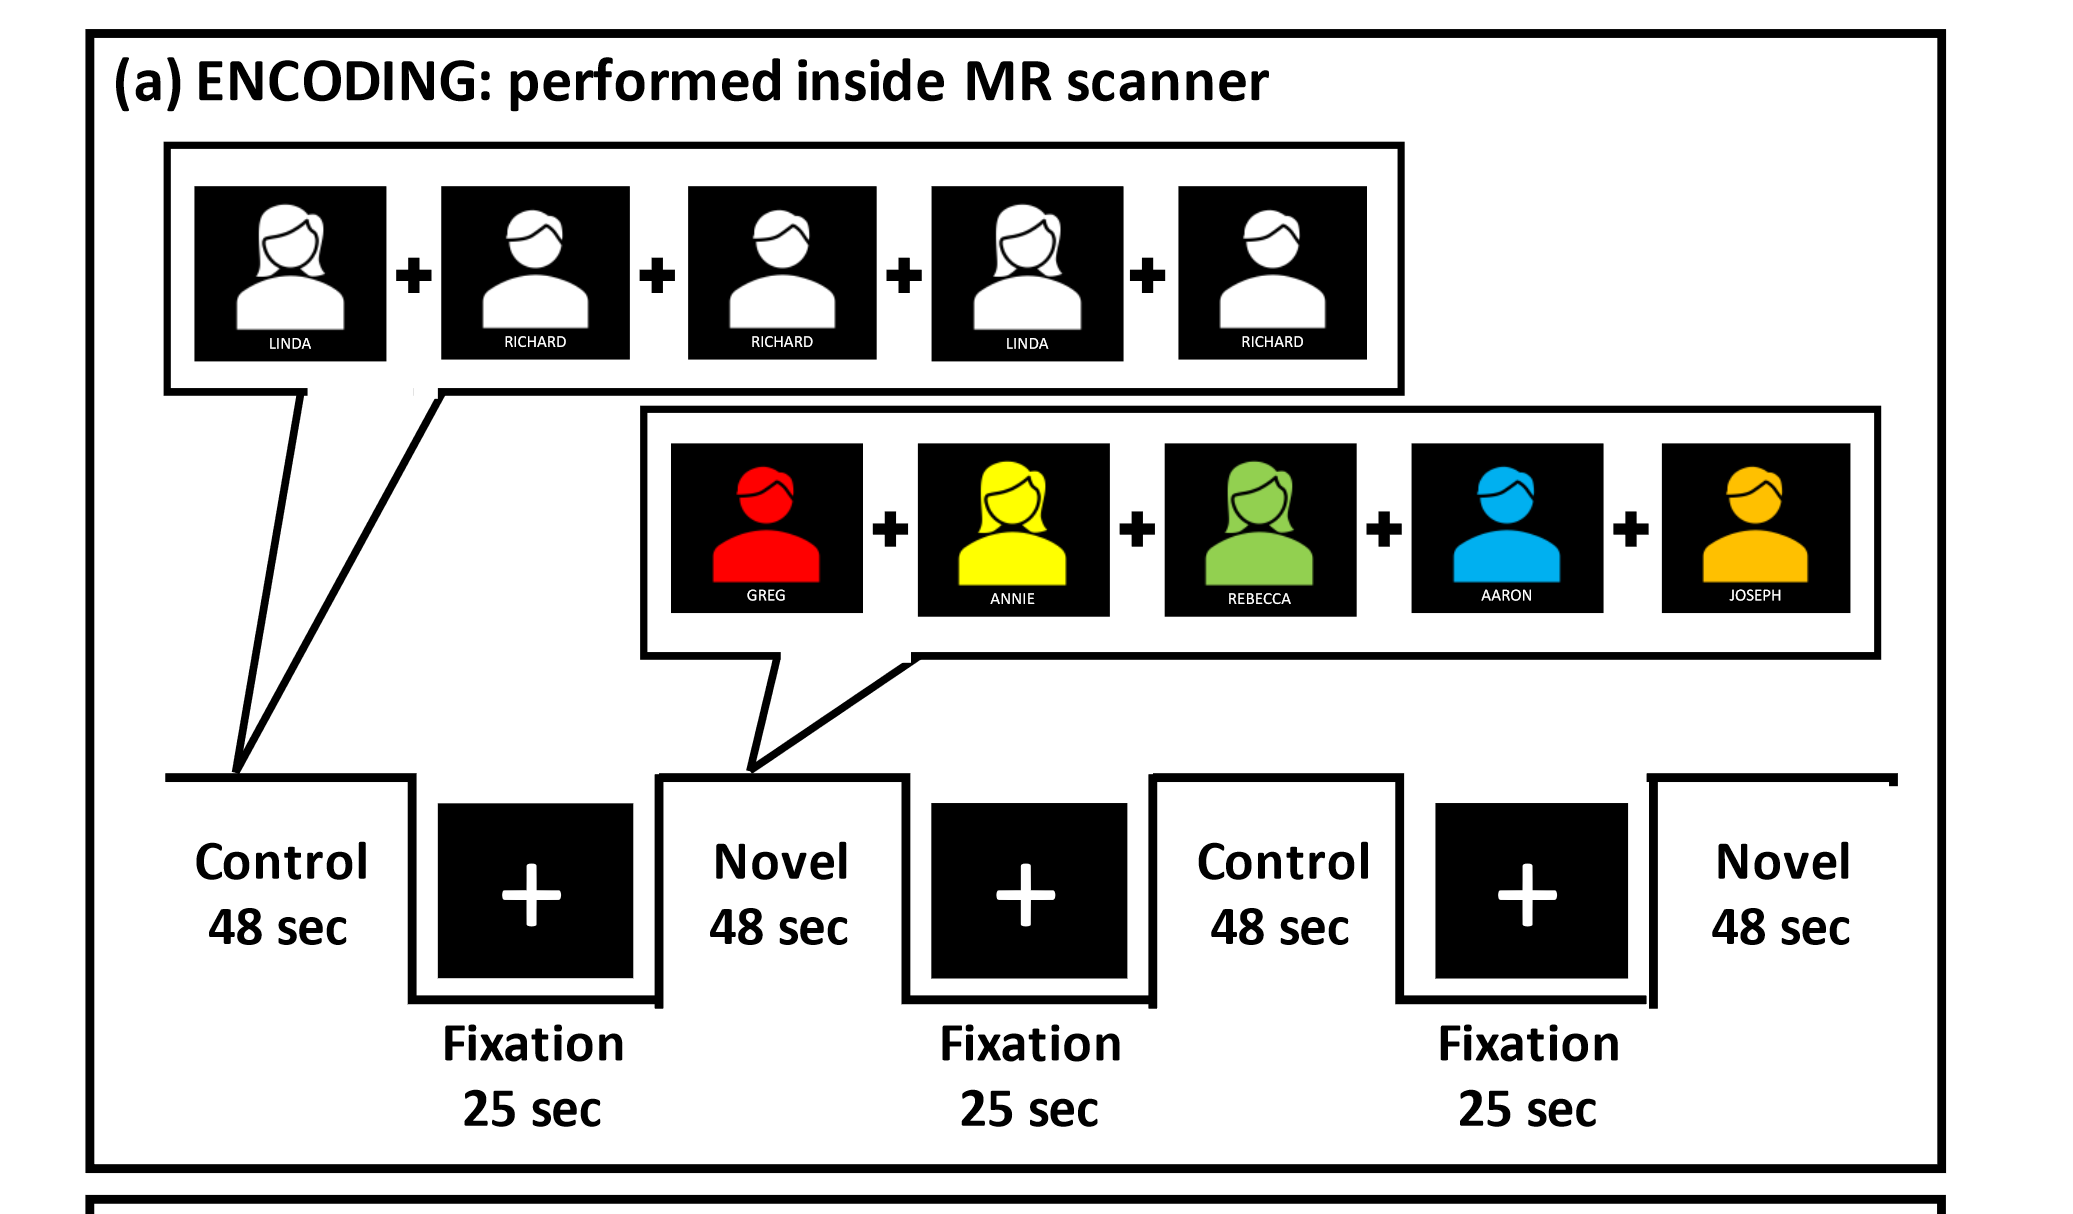 (a) ENCODING: performed inside MR scanner
LINDA
RICHARD
RICHARD
LINDA
RICHARD
GREG
ANNIE
REBECCA
AARON
JOSEPH
Control
48 sec
Novel
48 sec
Control
48 sec
Novel
48 sec
Fixation
25 sec
Fixation
25 sec
Fixation
25 sec